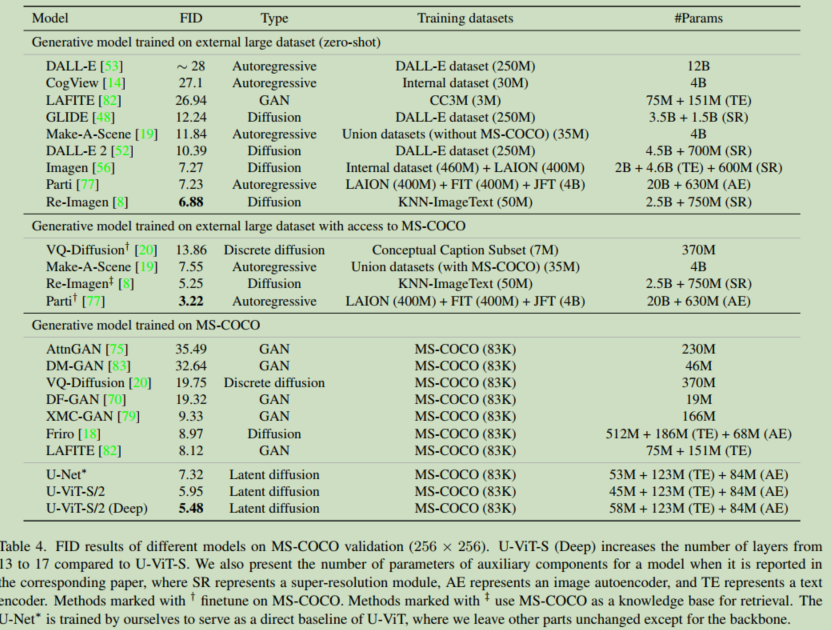 Model FID Type Training datasets #Params
Generative model trained on external large dataset (zero-shot)
DALL-E [53] ∼ 28 Autoregressive DALL-E dataset (250M) 12B
CogView [14] 27.1 Autoregressive Internal dataset (30M) 4B
LAFITE [82] 26.94 GAN CC3M (3M) 75M + 151M (TE)
GLIDE [48] 12.24 Diffusion DALL-E dataset (250M) 3.5B + 1.5B (SR)
Make-A-Scene [19] 11.84 Autoregressive Union datasets (without MS-COCO) (35M) 4B
DALL-E 2 [52] 10.39 Diffusion DALL-E dataset (250M) 4.5B + 700M (SR)
Imagen [56] 7.27 Diffusion Internal dataset (460M) + LAION (400M) 2B + 4.6B (TE) + 600M (SR)
Parti [77] 7.23 Autoregressive LAION (400M) + FIT (400M) + JFT (4B) 20B + 630M (AE)
Re-Imagen [8] 6.88 Diffusion KNN-ImageText (50M) 2.5B + 750M (SR)
Generative model trained on external large dataset with access to MS-COCO
VQ-Diffusion† [20] 13.86 Discrete diffusion Conceptual Caption Subset (7M) 370M
Make-A-Scene [19] 7.55 Autoregressive Union datasets (with MS-COCO) (35M) 4B
Re-Imagen‡ [8] 5.25 Diffusion KNN-ImageText (50M) 2.5B + 750M (SR)
Parti† [77] 3.22 Autoregressive LAION (400M) + FIT (400M) + JFT (4B) 20B + 630M (AE)
Generative model trained on MS-COCO
AttnGAN [75] 35.49 GAN MS-COCO (83K) 230M
DM-GAN [83] 32.64 GAN MS-COCO (83K) 46M
VQ-Diffusion [20] 19.75 Discrete diffusion MS-COCO (83K) 370M
DF-GAN [70] 19.32 GAN MS-COCO (83K) 19M
XMC-GAN [79] 9.33 GAN MS-COCO (83K) 166M
Friro [18] 8.97 Diffusion MS-COCO (83K) 512M + 186M (TE) + 68M (AE)
LAFITE [82] 8.12 GAN MS-COCO (83K) 75M + 151M (TE)
U-Net* 7.32 Latent diffusion MS-COCO (83K) 53M + 123M (TE) + 84M (AE)
U-ViT-S/2 5.95 Latent diffusion MS-COCO (83K) 45M + 123M (TE) + 84M (AE)
U-ViT-S/2 (Deep) 5.48 Latent diffusion MS-COCO (83K) 58M + 123M (TE) + 84M (AE)
Table 4. FID results of different models on MS-COCO validation (256 × 256). U-ViT-S (Deep) increases the number of layers from
13 to 17 compared to U-ViT-S. We also present the number of parameters of auxiliary components for a model when it is reported in
the corresponding paper, where SR represents a super-resolution module, AE represents an image autoencoder, and TE represents a text
encoder. Methods marked with † finetune on MS-COCO. Methods marked with ‡ use MS-COCO as a knowledge base for retrieval. The
U-Net* is trained by ourselves to serve as a direct baseline of U-ViT, where we leave other parts unchanged except for the backbone.